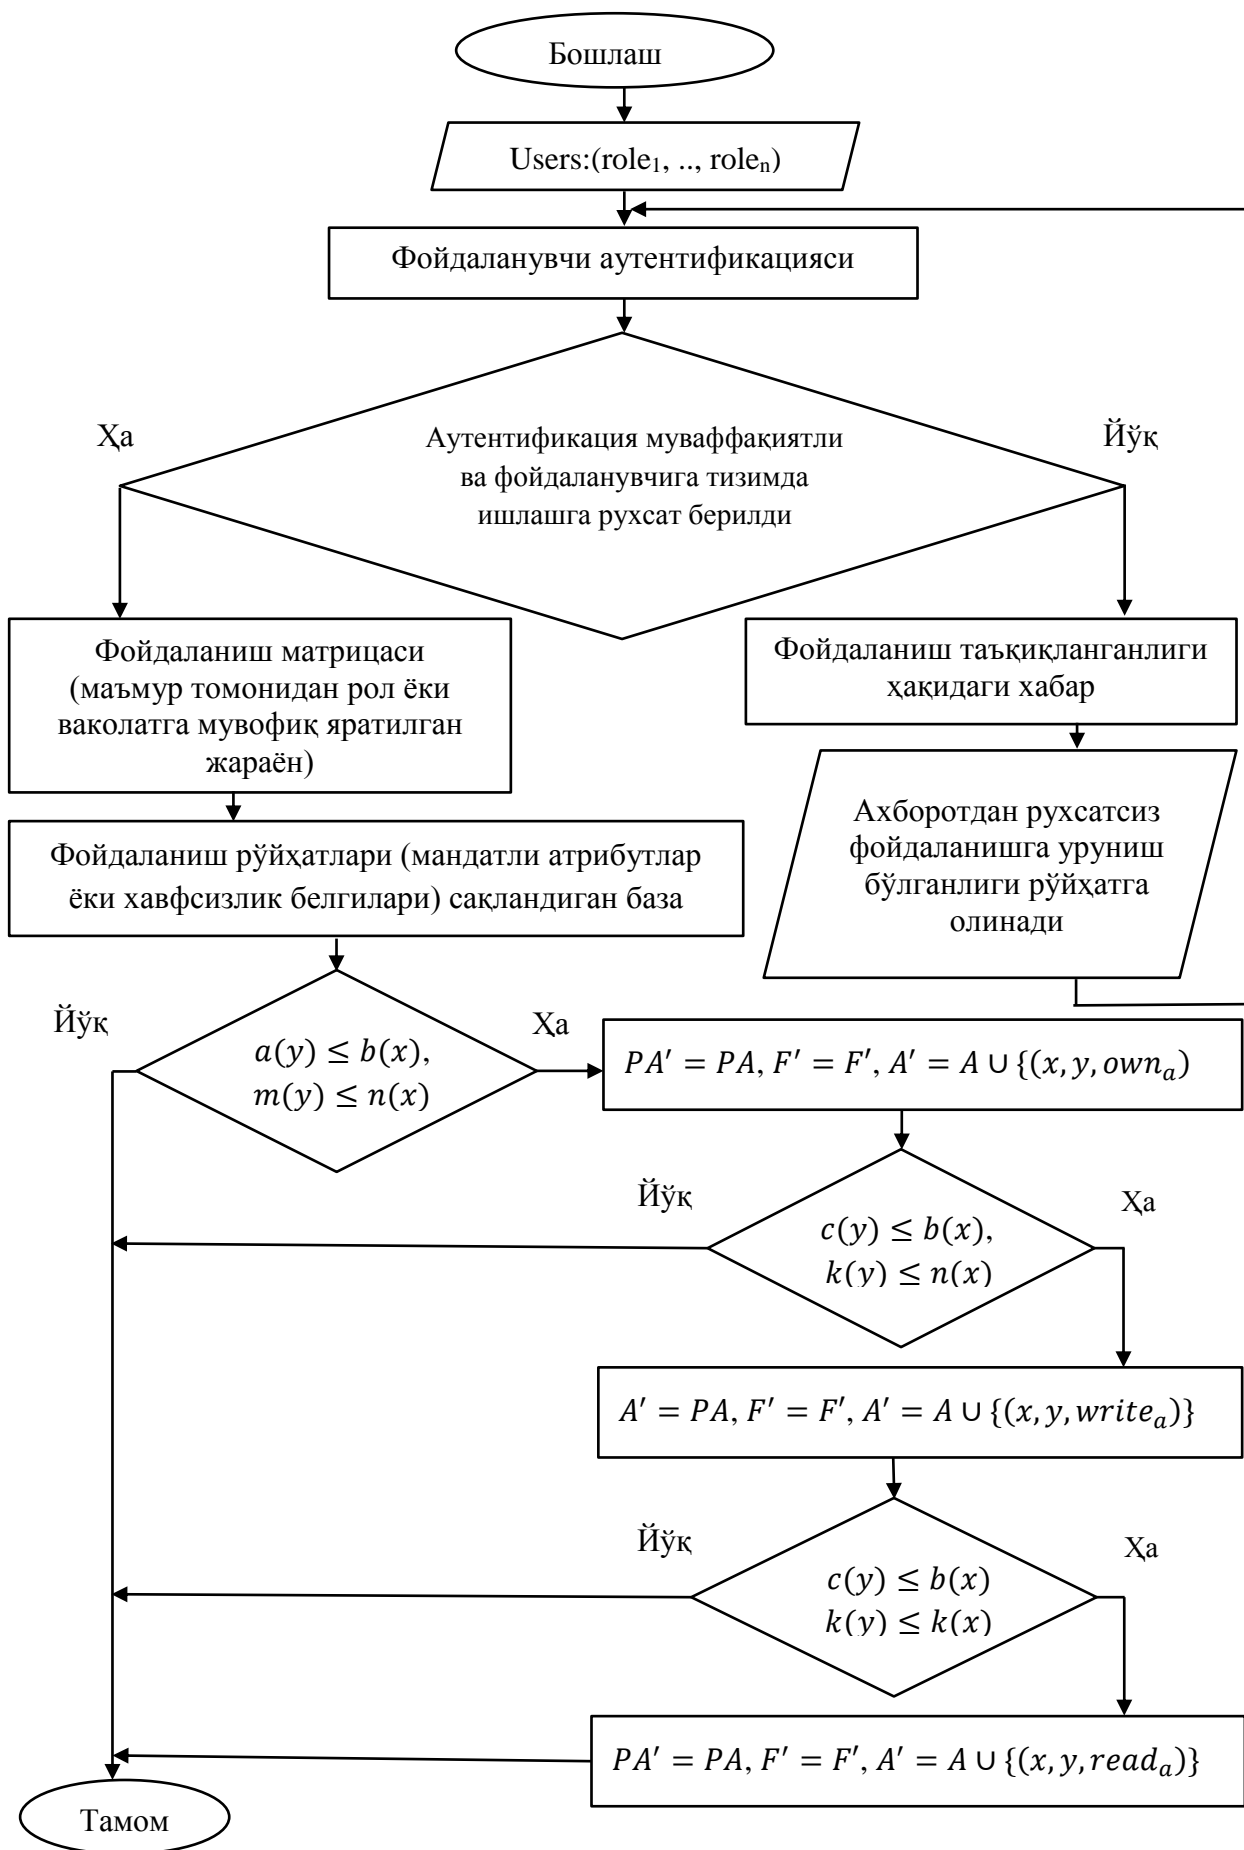 Бошлаш
Users:(role₁, .., roleₙ)
Фойдаланувчи аутентификацияси
Ҳа
Йўқ
Аутентификация муваффақиятли
ва фойдаланувчига тизимда
ишлашга рухсат берилди
Фойдаланиш матрицаси
(маъмур томонидан рол ёки
ваколатга мувофиқ яратилган
жараён)
Фойдаланиш таъқиқланганлиги
ҳақидаги хабар
Ахборотдан рухсатсиз
фойдаланишга уруниш
бўлганлиги рўйҳатга
олинади
Фойдаланиш рўйҳатлари (мандатли атрибутлар
ёки хавфсизлик белгилари) сақландиган база
Йўқ
Ҳа
a(y) ≤ b(x),
m(y) ≤ n(x)
PA′ = PA, F′ = F′, A′ = A ∪ {(x, y, ownₐ)
Йўқ
Ҳа
c(y) ≤ b(x),
k(y) ≤ n(x)
A′ = PA, F′ = F′, A′ = A ∪ {(x, y, writeₐ)}
Йўқ
Ҳа
c(y) ≤ b(x)
k(y) ≤ k(x)
PA′ = PA, F′ = F′, A′ = A ∪ {(x, y, readₐ)}
Тамом